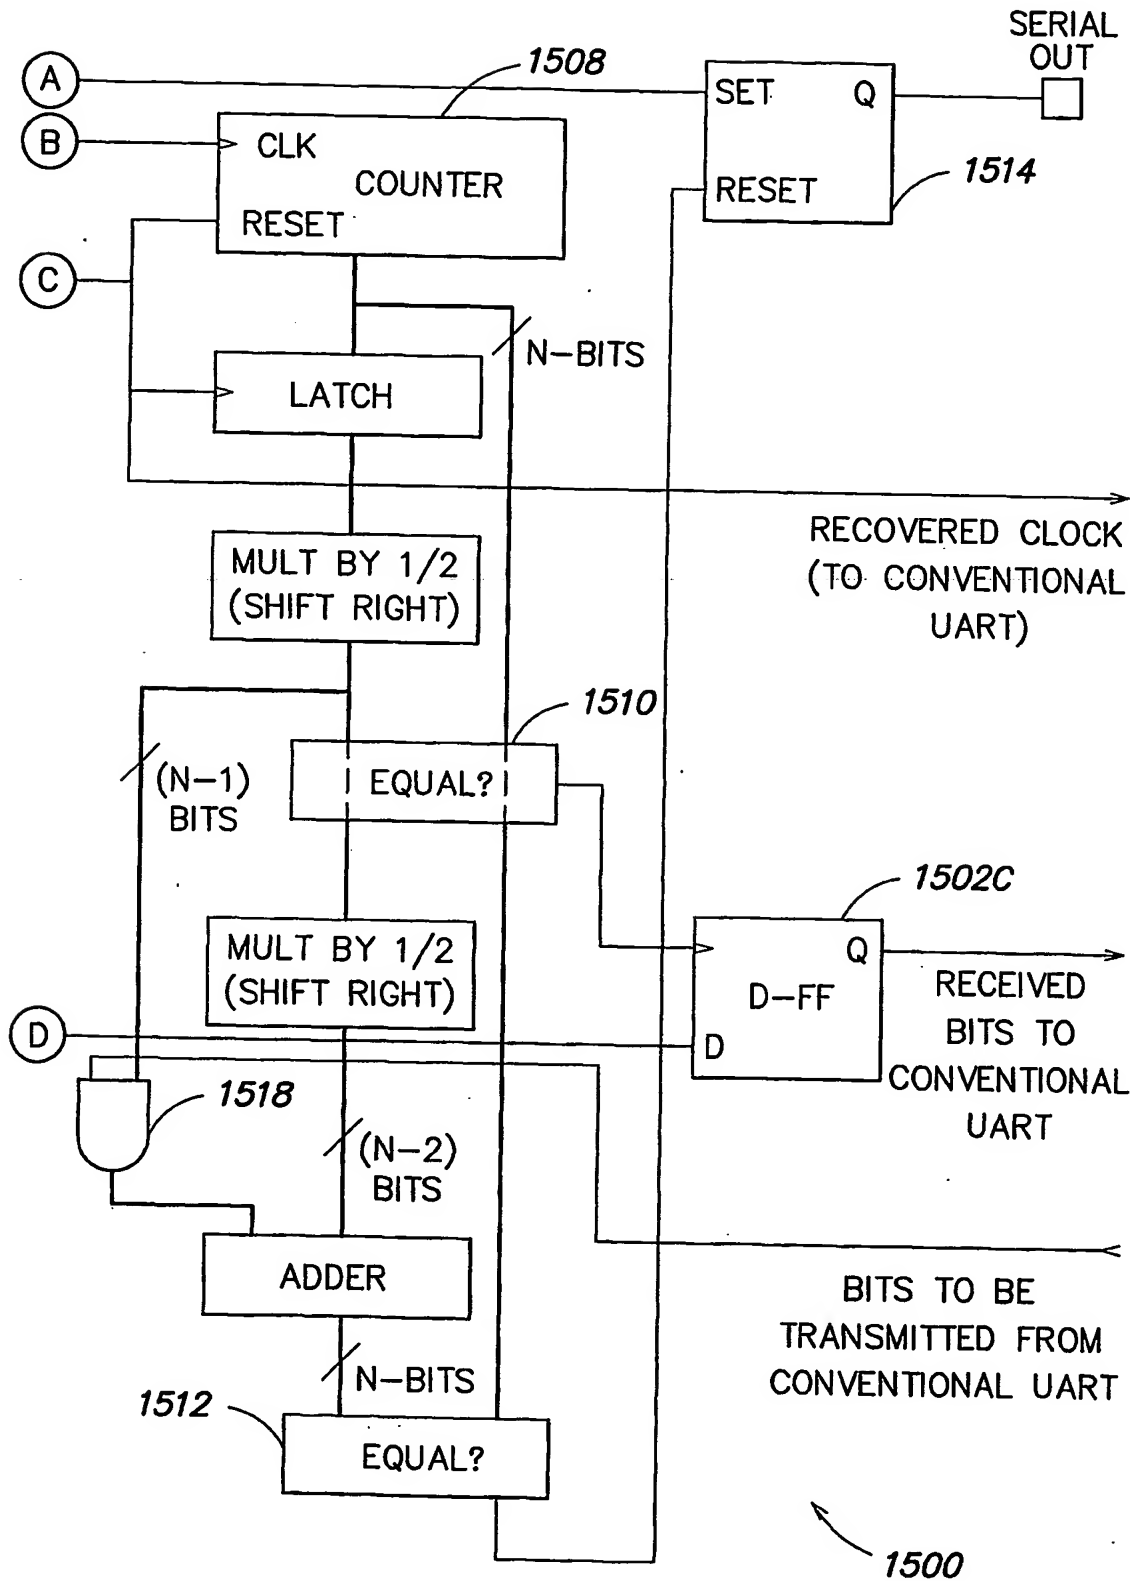 SERIAL
OUT
A
1508
SET
Q
B
CLK
COUNTER
RESET
RESET
1514
C
N-BITS
LATCH
RECOVERED CLOCK
(TO CONVENTIONAL
UART)
MULT BY 1/2
(SHIFT RIGHT)
1510
(N-1)
BITS
EQUAL?
1502C
MULT BY 1/2
(SHIFT RIGHT)
Q
D-FF
D
RECEIVED
BITS TO
CONVENTIONAL
UART
D
1518
(N-2)
BITS
ADDER
BITS TO BE
TRANSMITTED FROM
CONVENTIONAL UART
N-BITS
1512
EQUAL?
1500